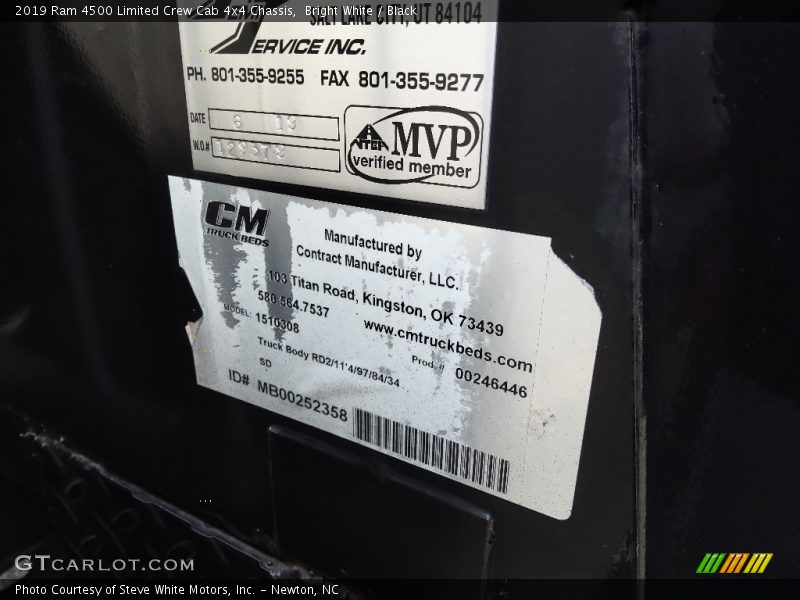 2019 Ram 4500 Limited Crew Cab 4x4 Chassis, Bright White / Black
SALT LAKE CITY, UT 84104
SERVICE INC.
PH. 801-355-9255 FAX 801-355-9277
DATE 6 19
W.O.# 129379
NTEA
MVP
verified member
CM
TRUCK BEDS
Manufactured by
Contract Manufacturer, LLC.
103 Titan Road, Kingston, OK 73439
580.564.7537
www.cmtruckbeds.com
MODEL: 1510308
Prod.# 00246446
Truck Body RD2/11'4/97/84/34
SD
ID# MB00252358
GTCARLOT.COM
Photo Courtesy of Steve White Motors, Inc. – Newton, NC